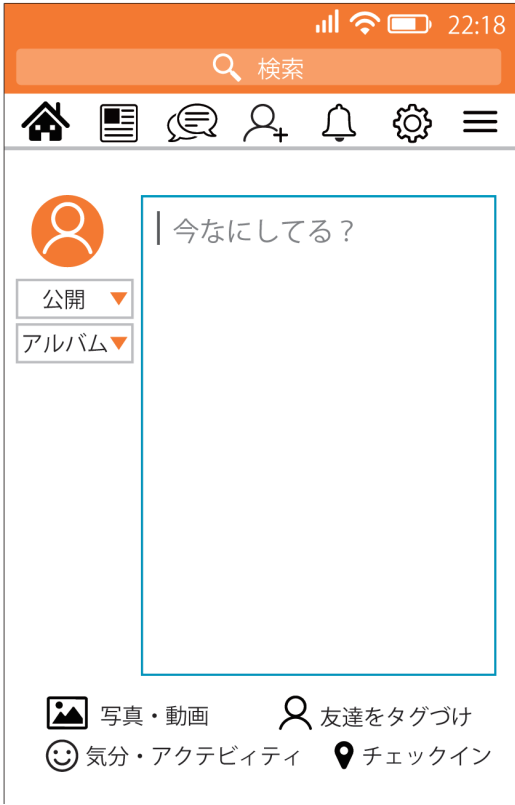 22:18
検索
今なにしてる？
公開
アルバム
写真・動画
友達をタグづけ
気分・アクテビィティ
チェックイン